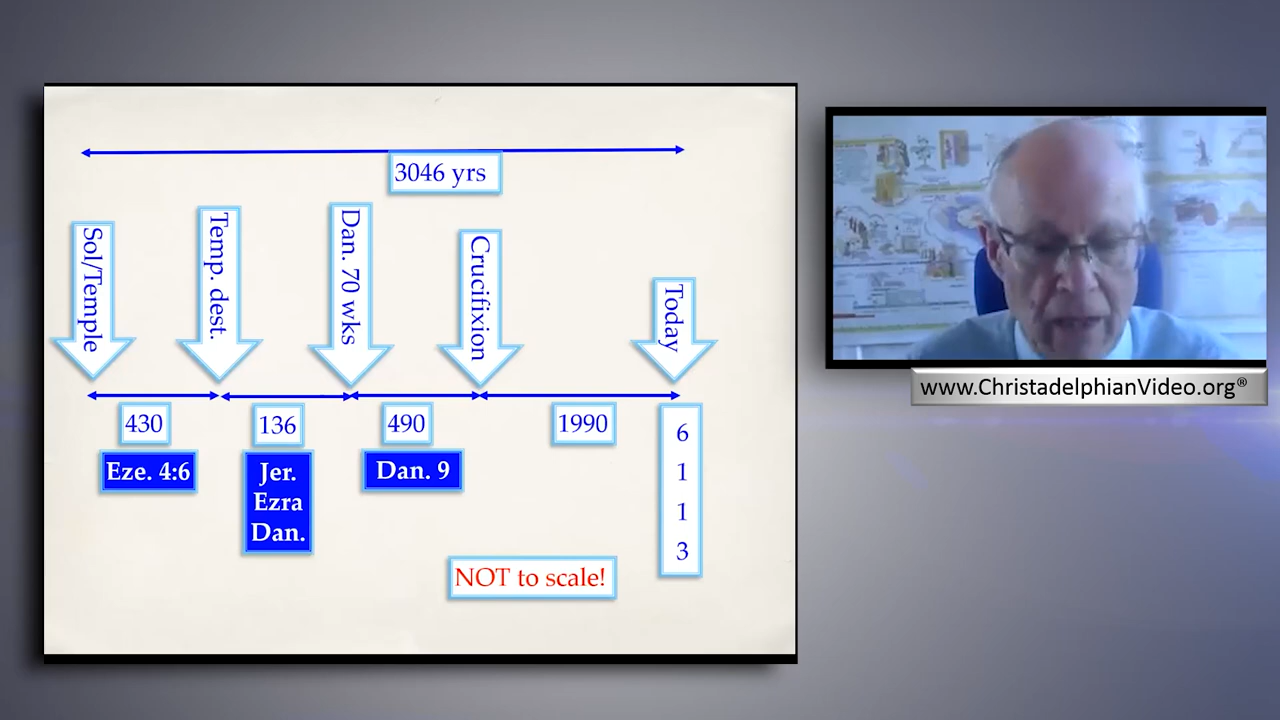 3046 yrs
Sol/Temple
Temp. dest.
Dan. 70 wks
Crucifixion
Today
430
136
490
1990
6
1
1
3
Eze. 4:6
Jer.
Ezra
Dan.
Dan. 9
NOT to scale!
www.ChristadelphianVideo.org®